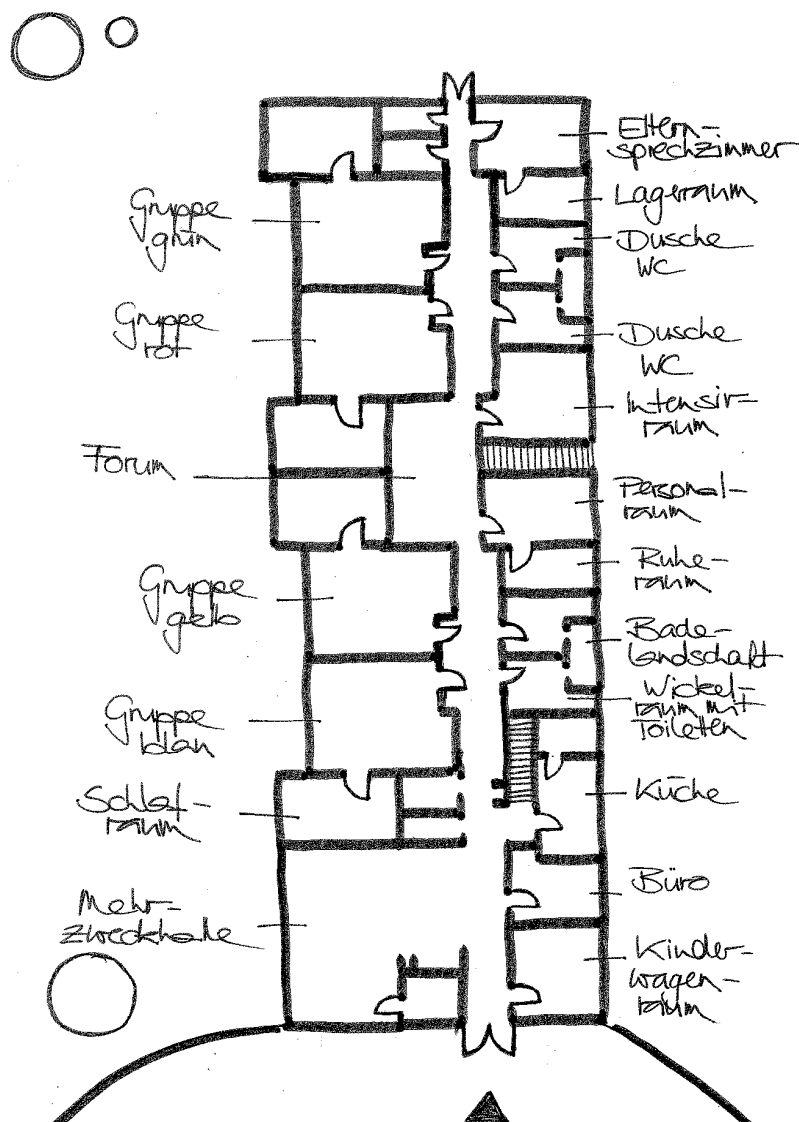 Eltern-
sprechzimmer
Lagerraum
Gruppe
grün
Dusche
WC
Gruppe
rot
Dusche
WC
Intensiv-
raum
Forum
Personal-
raum
Ruhe-
raum
Gruppe
gelb
Bade-
landschaft
Wickel-
raum mit
Toiletten
Gruppe
blau
Schlaf-
raum
Küche
Büro
Mehr-
zweckhalle
Kinder-
wagen-
raum